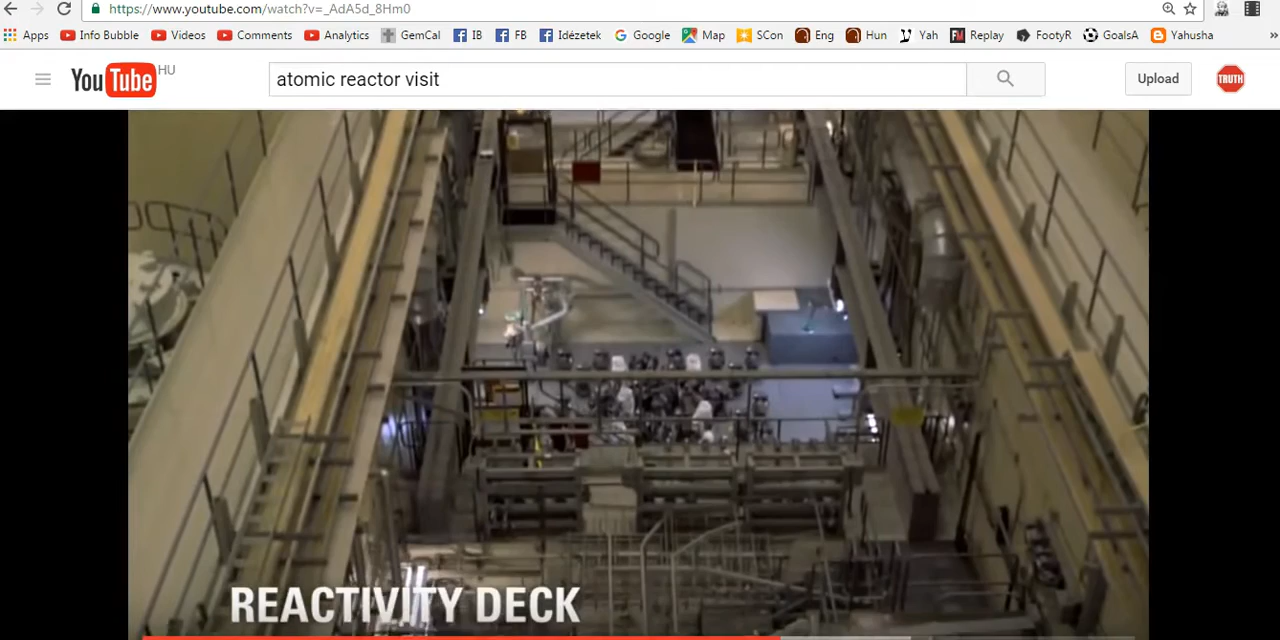 https://www.youtube.com/watch?v=_AdA5d_8Hm0
Apps Info Bubble Videos Comments Analytics GemCal IB FB Idézetek Google Map SCon Eng Hun Yah Replay FootyR GoalsA Yahusha »
YouTube HU atomic reactor visit Upload TRUTH
REACTIVITY DECK